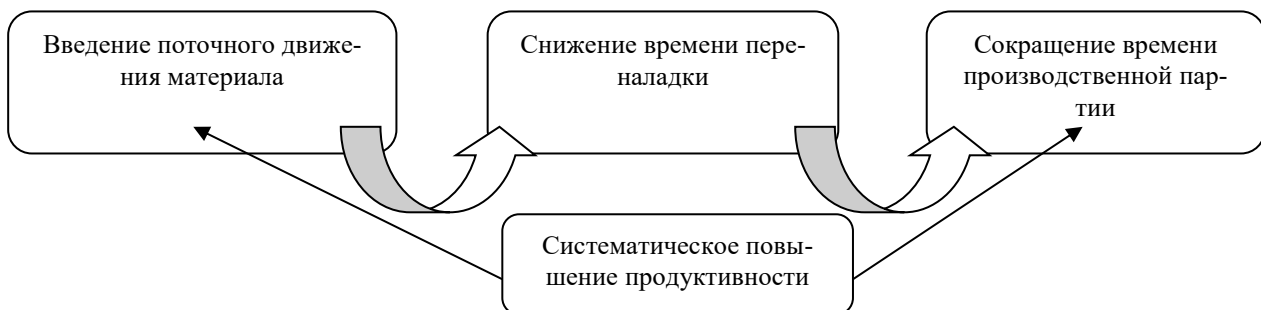 Введение поточного движе-
ния материала
Снижение времени пере-
наладки
Сокращение времени
производственной пар-
тии
Систематическое повы-
шение продуктивности